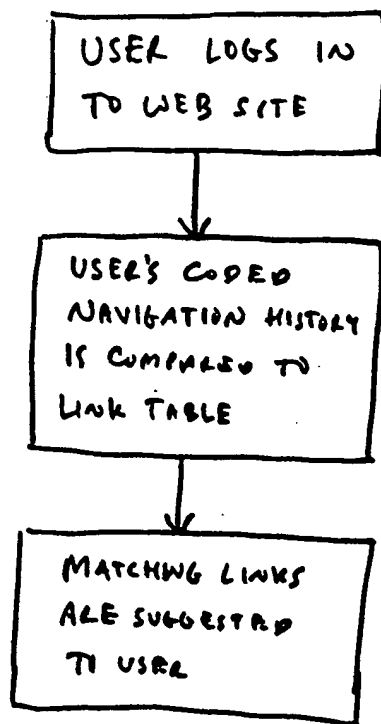 USER LOGS IN
TO WEB SITE
USER'S CODED
NAVIGATION HISTORY
IS COMPARED TO
LINK TABLE
MATCHING LINKS
ARE SUGGESTED
TO USER